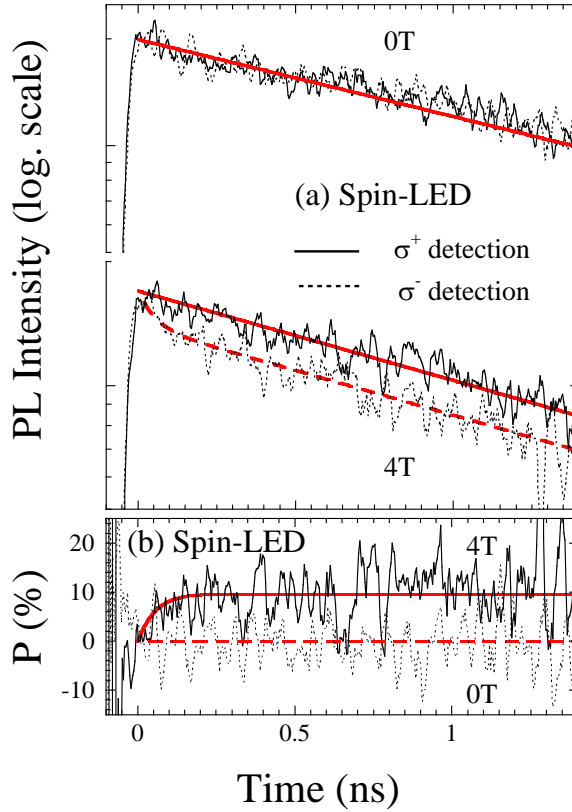 0T
(a) Spin-LED
σ+ detection
σ- detection
4T
PL Intensity (log. scale)
(b) Spin-LED
4T
20
10
0
-10
0T
P (%)
0
0.5
1
Time (ns)